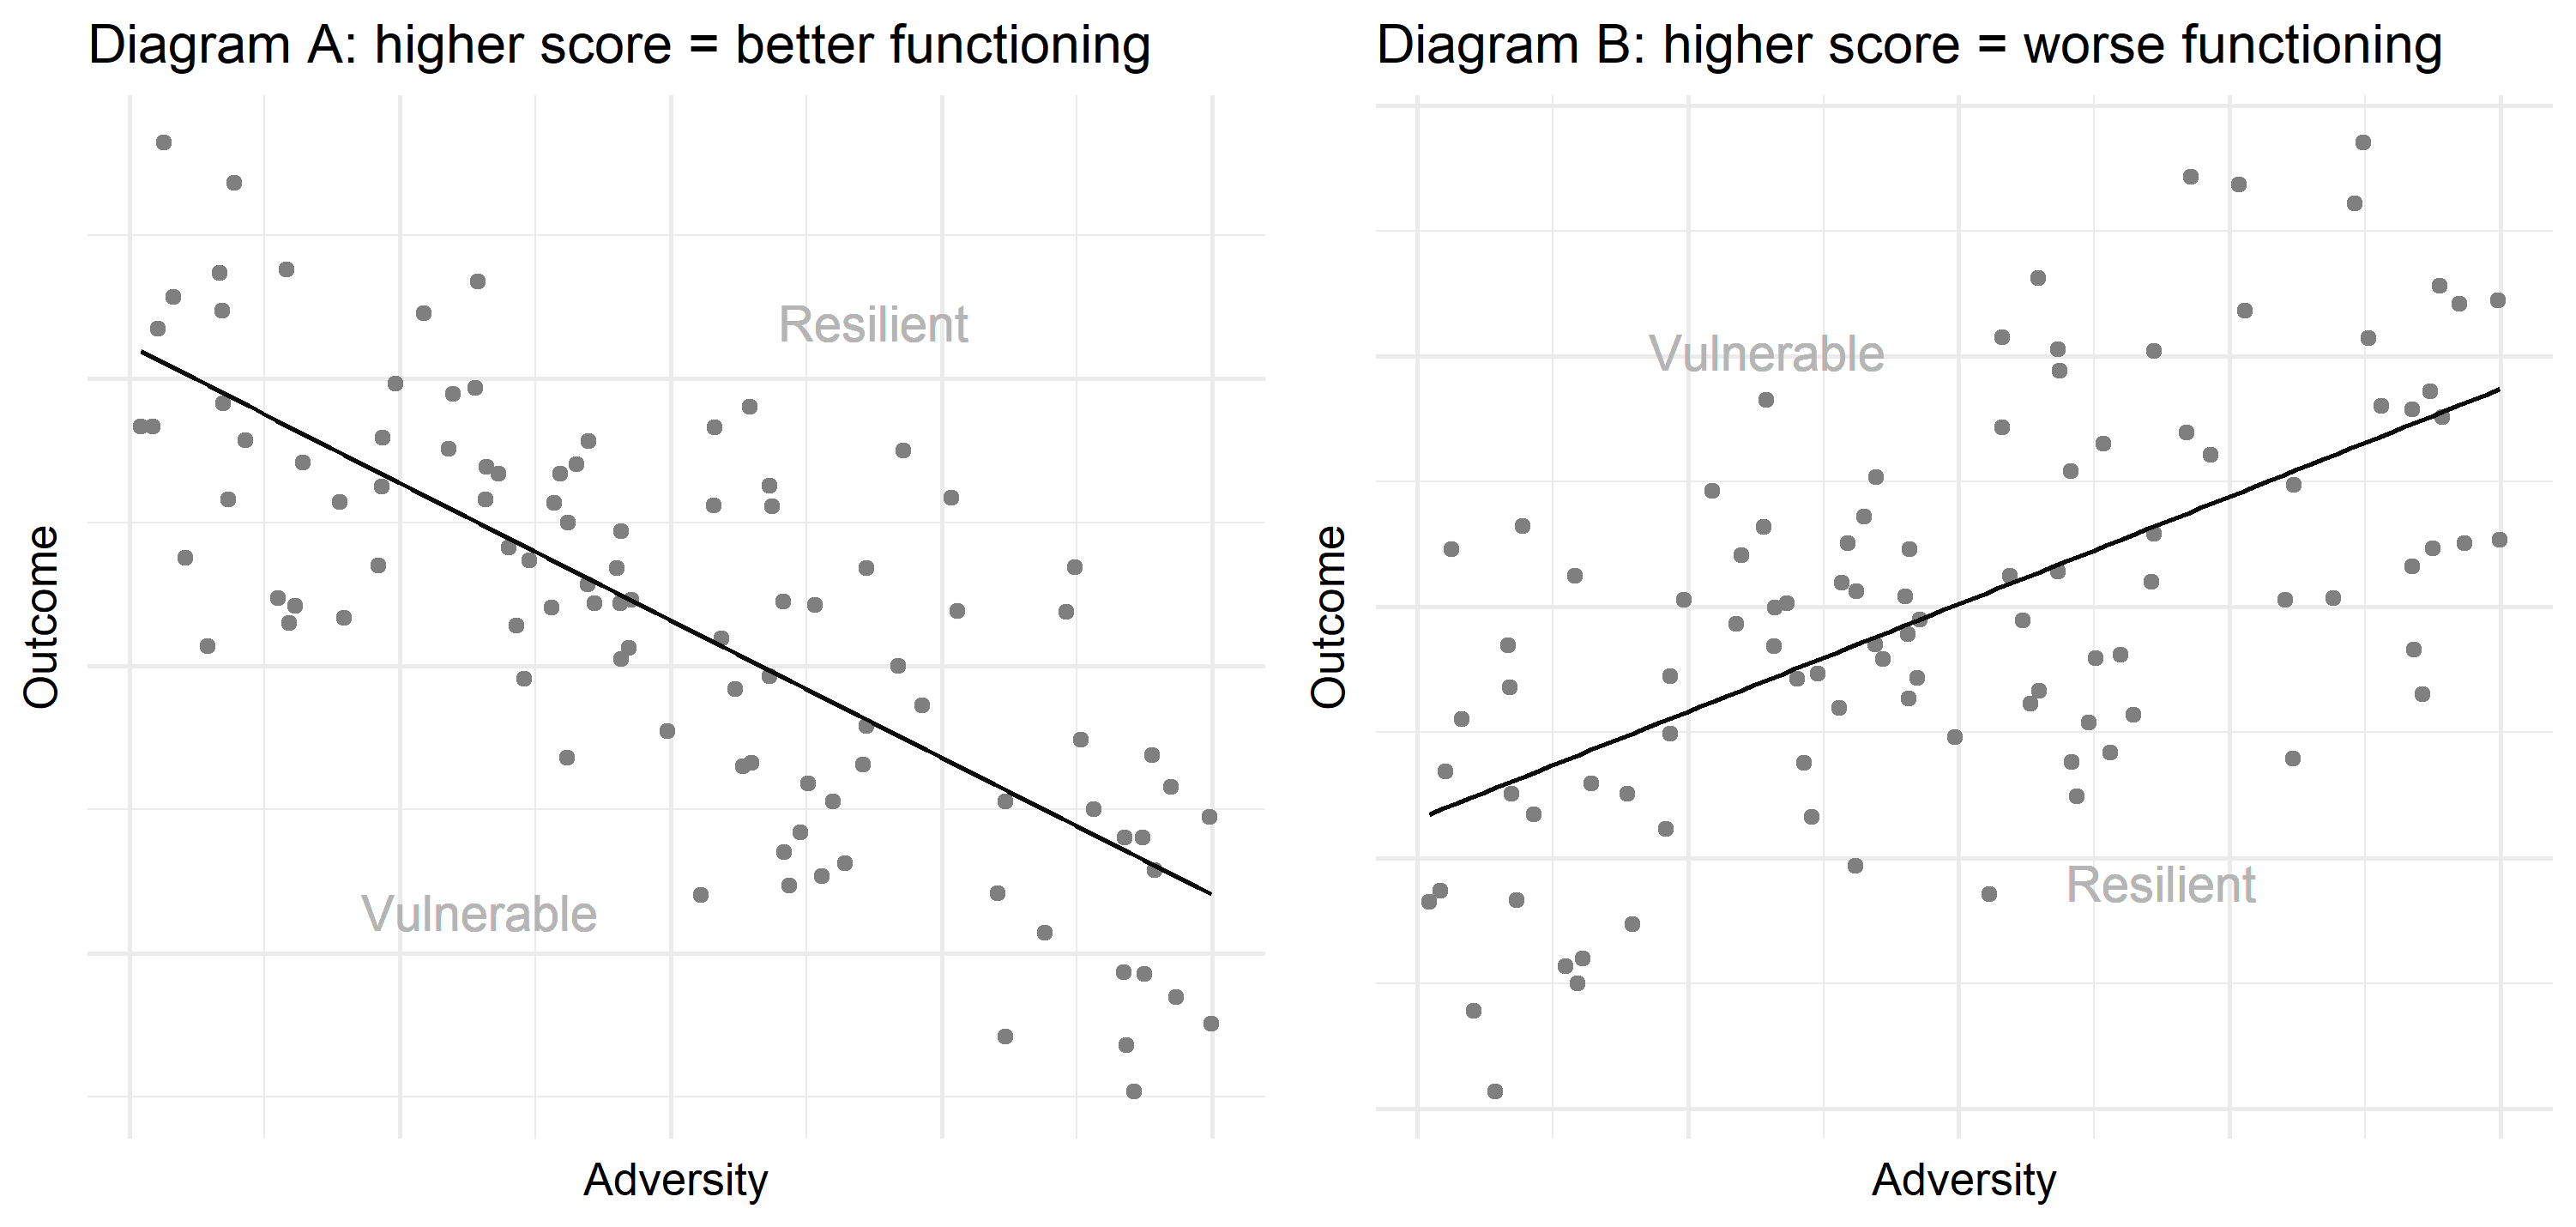 Diagram A: higher score = better functioning
Resilient
Vulnerable
Outcome
Adversity
Diagram B: higher score = worse functioning
Vulnerable
Resilient
Outcome
Adversity